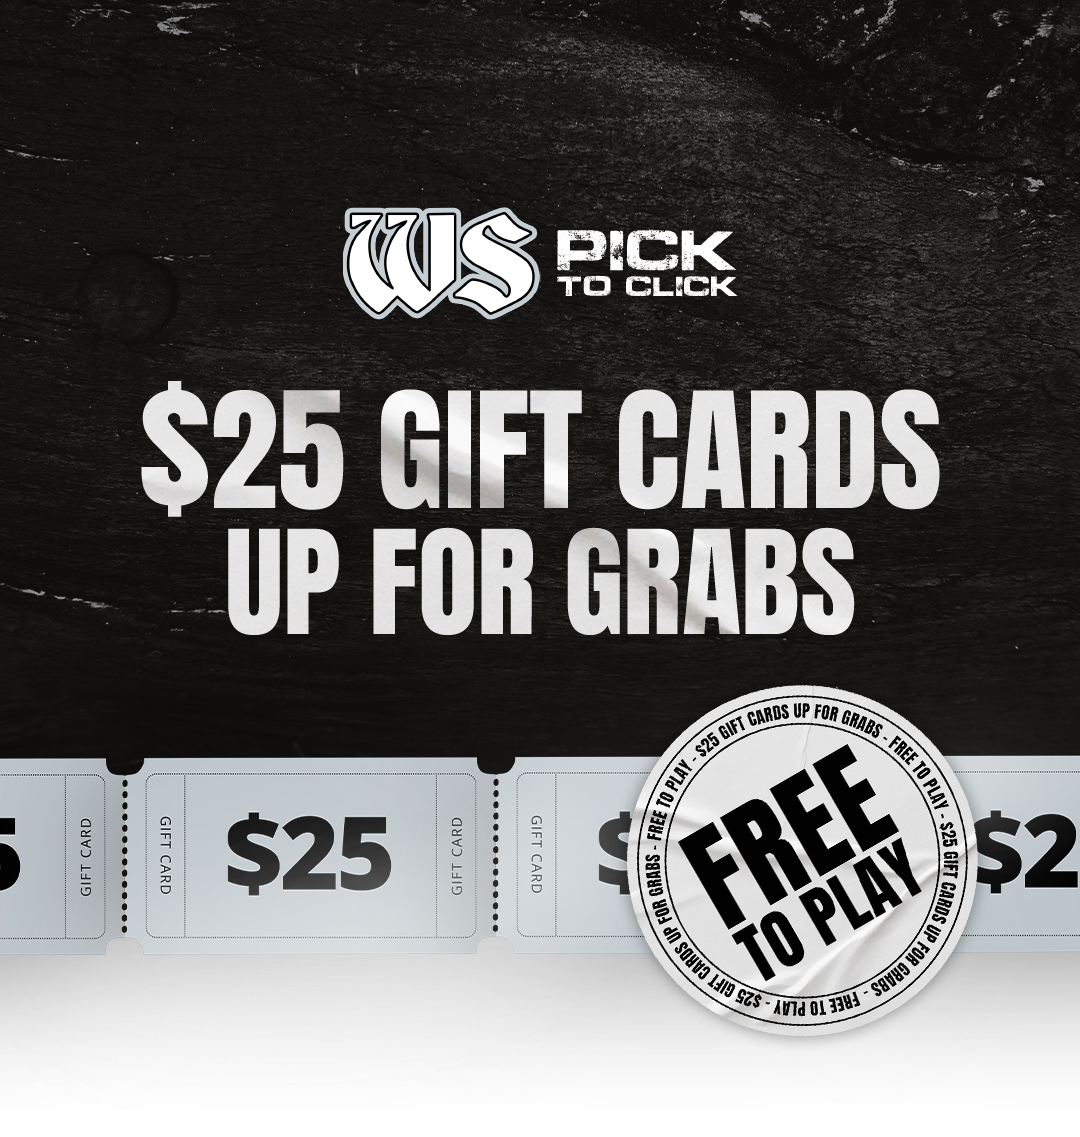 WS PICK
TO CLICK
$25 GIFT CARDS
UP FOR GRABS
GIFT CARD
GIFT CARD
$25
GIFT CARD
GIFT CARD
FREE
TO PLAY
$25 GIFT CARDS UP FOR GRABS - FREE TO PLAY - $25 GIFT CARDS UP FOR GRABS - FREE TO PLAY - $25 GIFT CARDS UP FOR GRABS - FREE TO PLAY -
$2